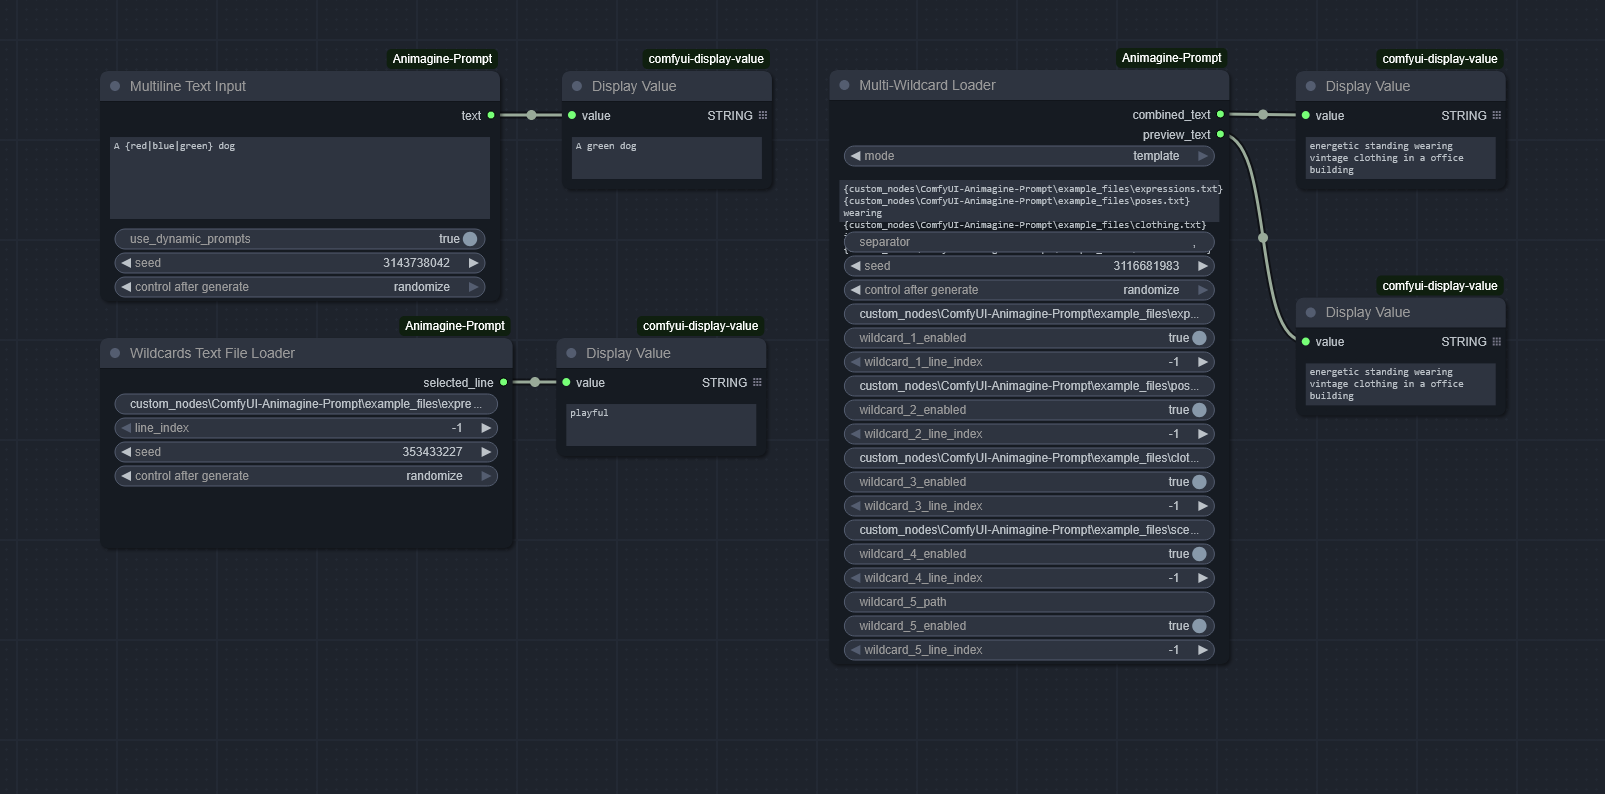 Animagine-Prompt
Multiline Text Input
text
A {red|blue|green} dog
use_dynamic_prompts true
seed 3143738042
control after generate randomize
comfyui-display-value
Display Value
value STRING
A green dog
Animagine-Prompt
Wildcards Text File Loader
selected_line
custom_nodes\ComfyUI-Animagine-Prompt\example_files\expre...
line_index -1
seed 353433227
control after generate randomize
comfyui-display-value
Display Value
value STRING
playful
Animagine-Prompt
Multi-Wildcard Loader
combined_text
preview_text
mode template
{custom_nodes\ComfyUI-Animagine-Prompt\example_files\expressions.txt}
{custom_nodes\ComfyUI-Animagine-Prompt\example_files\poses.txt}
wearing
{custom_nodes\ComfyUI-Animagine-Prompt\example_files\clothing.txt}
separator ,
seed 3116681983
control after generate randomize
custom_nodes\ComfyUI-Animagine-Prompt\example_files\exp...
wildcard_1_enabled true
wildcard_1_line_index -1
custom_nodes\ComfyUI-Animagine-Prompt\example_files\pos...
wildcard_2_enabled true
wildcard_2_line_index -1
custom_nodes\ComfyUI-Animagine-Prompt\example_files\clot...
wildcard_3_enabled true
wildcard_3_line_index -1
custom_nodes\ComfyUI-Animagine-Prompt\example_files\sce...
wildcard_4_enabled true
wildcard_4_line_index -1
wildcard_5_path
wildcard_5_enabled true
wildcard_5_line_index -1
comfyui-display-value
Display Value
value STRING
energetic standing wearing
vintage clothing in a office
building
comfyui-display-value
Display Value
value STRING
energetic standing wearing
vintage clothing in a office
building